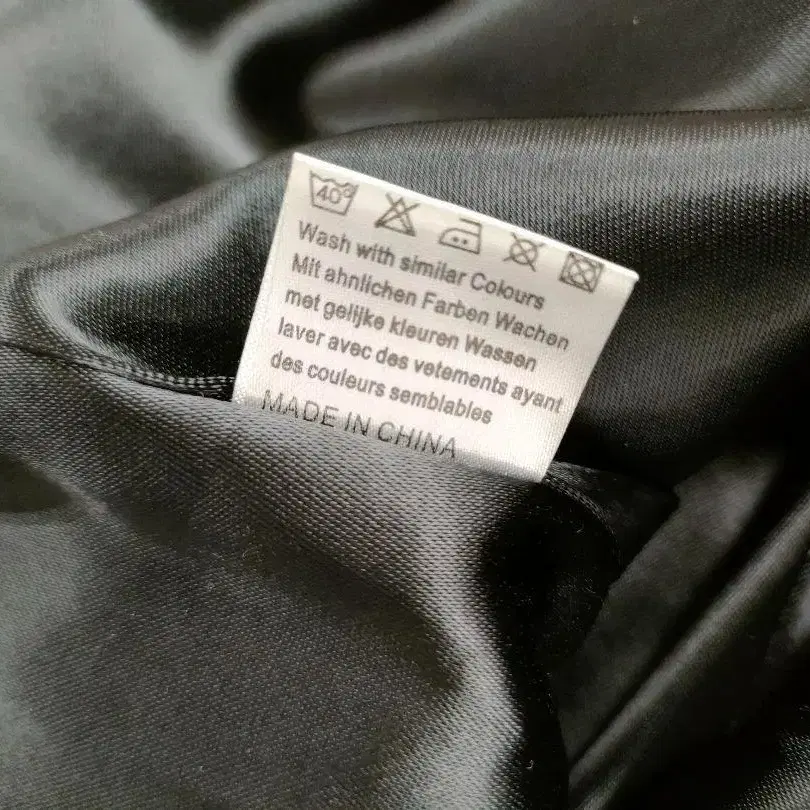 40°
Wash with similar Colours
Mit ahnlichen Farben Wachen
met gelijke kleuren Wassen
laver avec des vetements ayant
des couleurs semblables
MADE IN CHINA